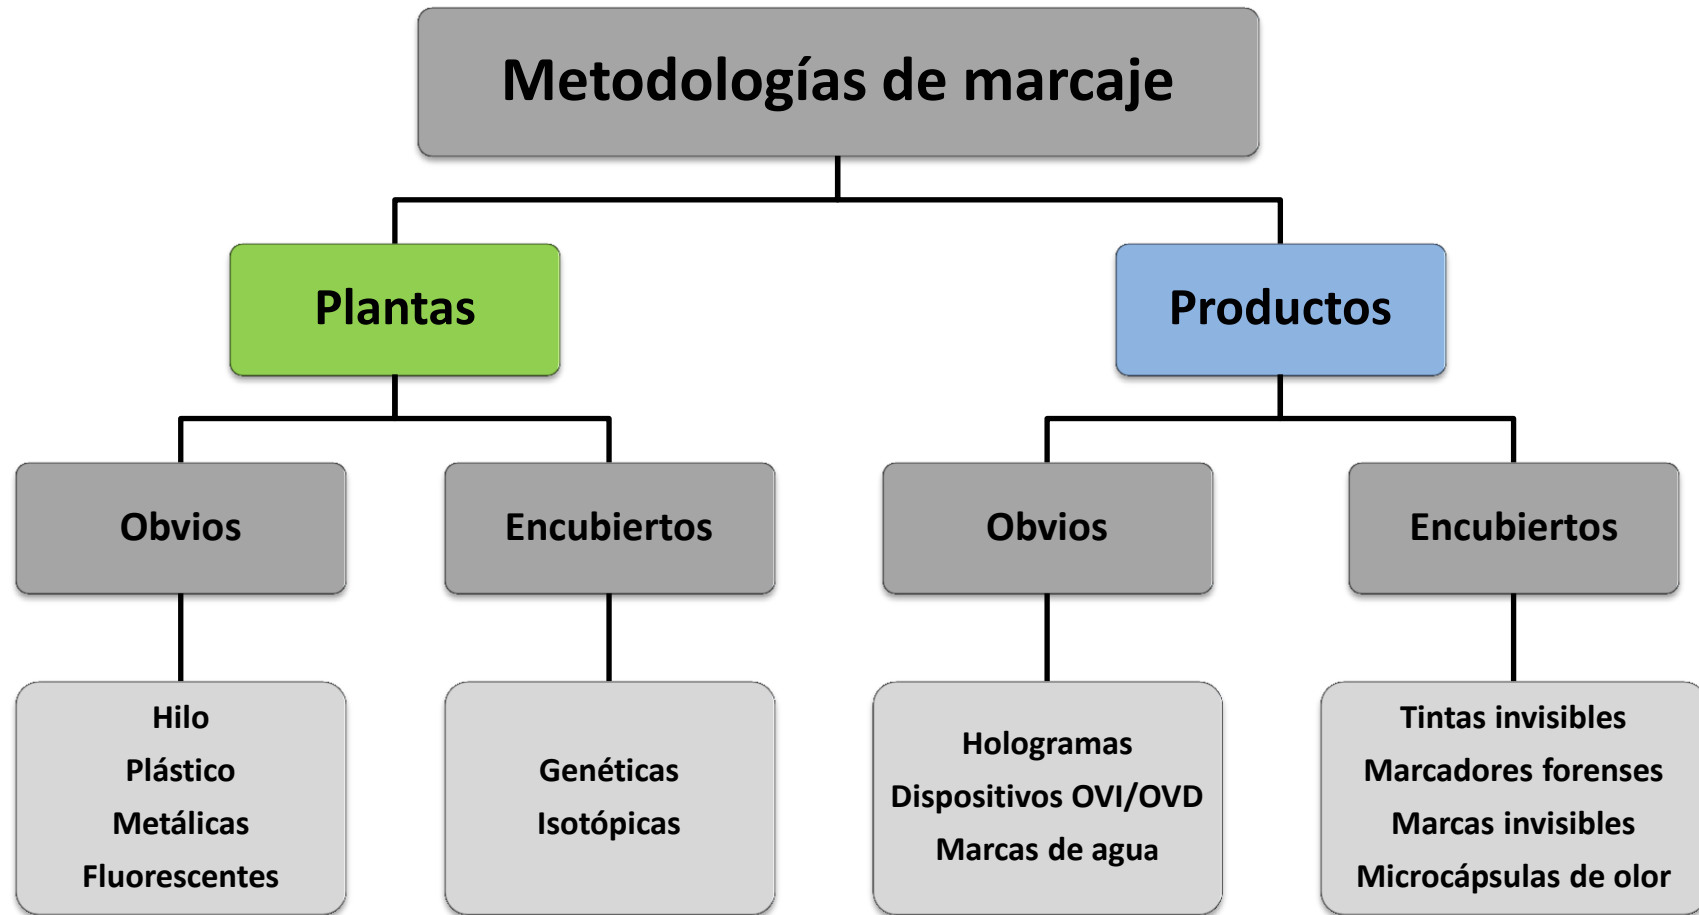 Metodologías de marcaje
Plantas
Productos
Obvios
Encubiertos
Obvios
Encubiertos
Hilo
Plástico
Metálicas
Fluorescentes
Genéticas
Isotópicas
Hologramas
Dispositivos OVI/OVD
Marcas de agua
Tintas invisibles
Marcadores forenses
Marcas invisibles
Microcápsulas de olor